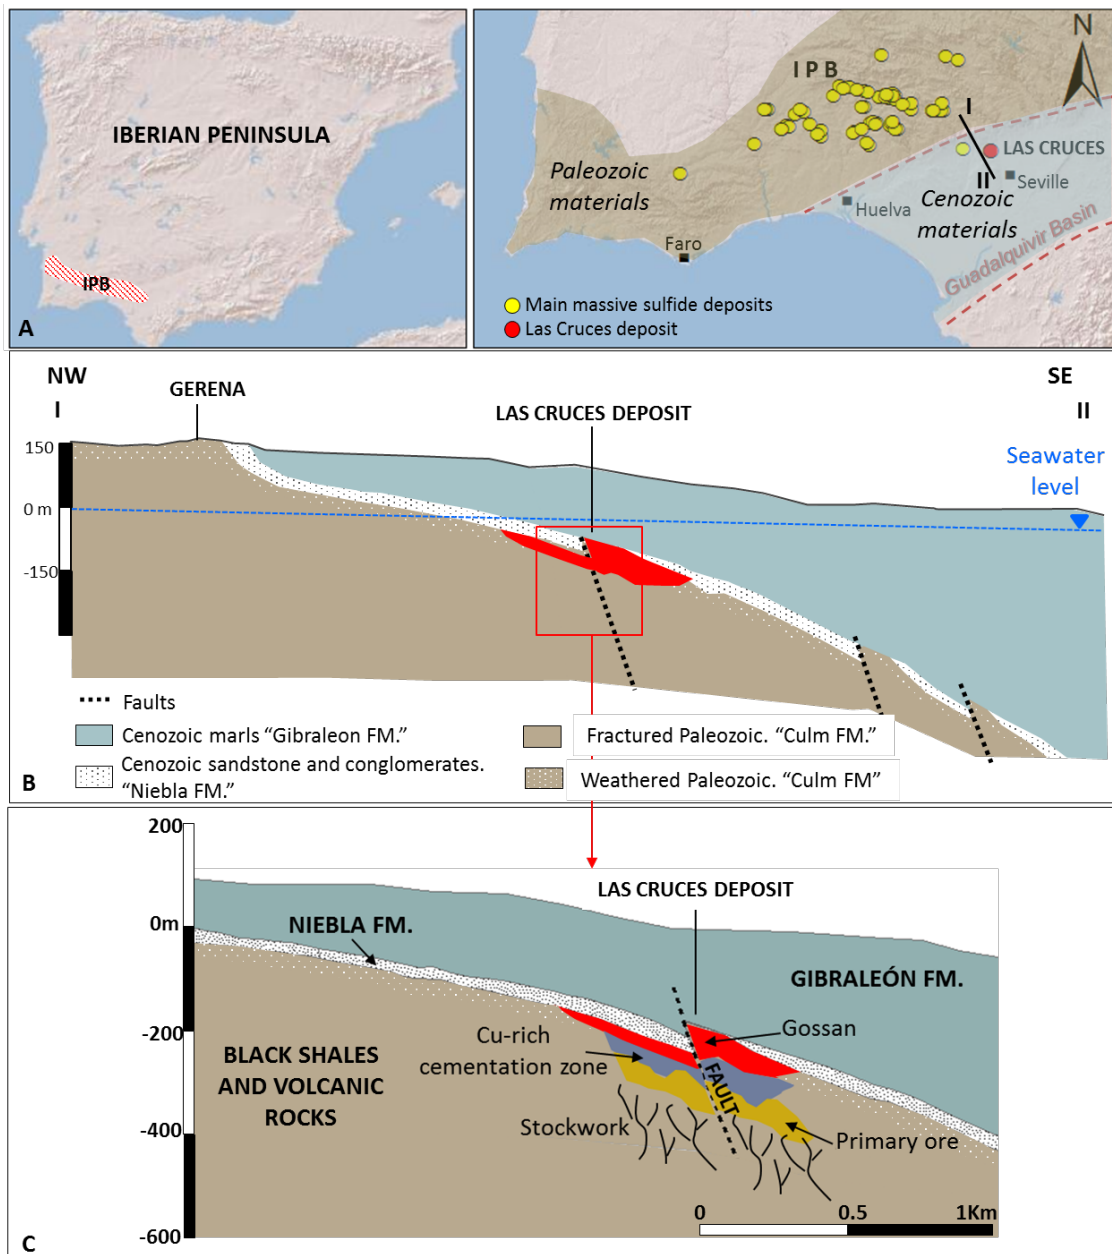 IBERIAN PENINSULA
IPB
A
N
I P B
I
LAS CRUCES
II
Seville
Paleozoic
materials
Cenozoic
materials
Huelva
Faro
Guadalquivir Basin
Main massive sulfide deposits
Las Cruces deposit
NW
SE
I
II
GERENA
LAS CRUCES DEPOSIT
Seawater
level
150
0 m
-150
Faults
Cenozoic marls “Gibraleon FM.”
Fractured Paleozoic. “Culm FM.”
Cenozoic sandstone and conglomerates.
“Niebla FM.”
Weathered Paleozoic. “Culm FM”
B
200
LAS CRUCES DEPOSIT
0m
NIEBLA FM.
GIBRALEÓN FM.
-200
Gossan
Cu-rich
cementation zone
BLACK SHALES
AND VOLCANIC
ROCKS
FAULT
Stockwork
Primary ore
-400
0
0.5
1Km
-600
C